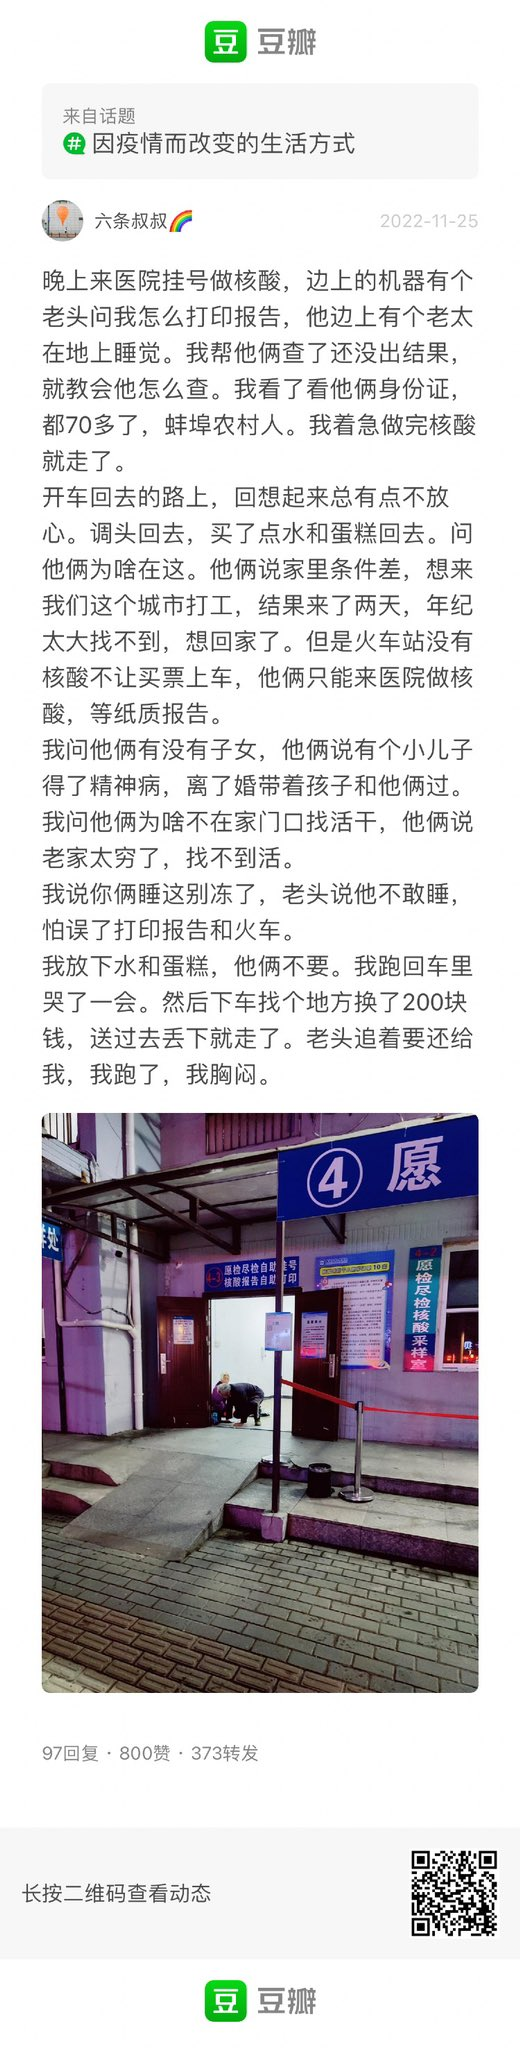 豆 豆瓣
来自话题
# 因疫情而改变的生活方式
六条叔叔🌈 2022-11-25
晚上来医院挂号做核酸，边上的机器有个
老头问我怎么打印报告，他边上有个老太
在地上睡觉。我帮他俩查了还没出结果，
就教会他怎么查。我看了看他俩身份证，
都70多了，蚌埠农村人。我着急做完核酸
就走了。
开车回去的路上，回想起来总有点不放
心。调头回去，买了点水和蛋糕回去。问
他俩为啥在这。他俩说家里条件差，想来
我们这个城市打工，结果来了两天，年纪
太大找不到，想回家了。但是火车站没有
核酸不让买票上车，他俩只能来医院做核
酸，等纸质报告。
我问他俩有没有子女，他俩说有个小儿子
得了精神病，离了婚带着孩子和他俩过。
我问他俩为啥不在家门口找活干，他俩说
老家太穷了，找不到活。
我说你俩睡这别冻了，老头说他不敢睡，
怕误了打印报告和火车。
我放下水和蛋糕，他俩不要。我跑回车里
哭了一会。然后下车找个地方换了200块
钱，送过去丢下就走了。老头追着要还给
我，我跑了，我胸闷。
④ 愿
处
4-3 愿检尽检自助挂号
核酸报告自助打印
4-2
愿检尽检核酸采样室
97回复 · 800赞 · 373转发
长按二维码查看动态
豆 豆瓣